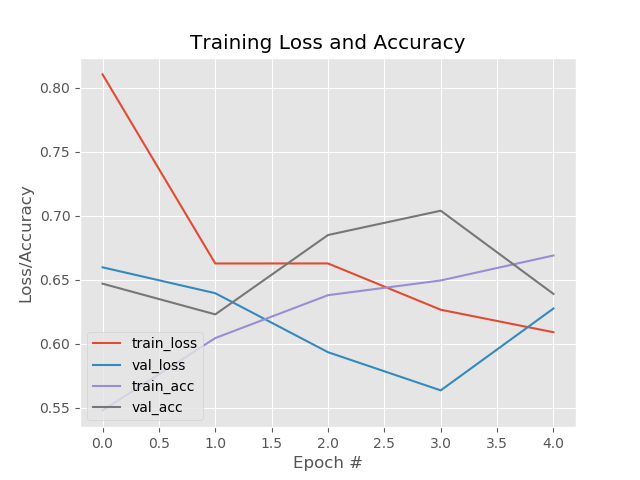 Training Loss and Accuracy
0.80
0.75
0.70
0.65
0.60
0.55
Loss/Accuracy
train_loss
val_loss
train_acc
val_acc
0.0 0.5 1.0 1.5 2.0 2.5 3.0 3.5 4.0
Epoch #